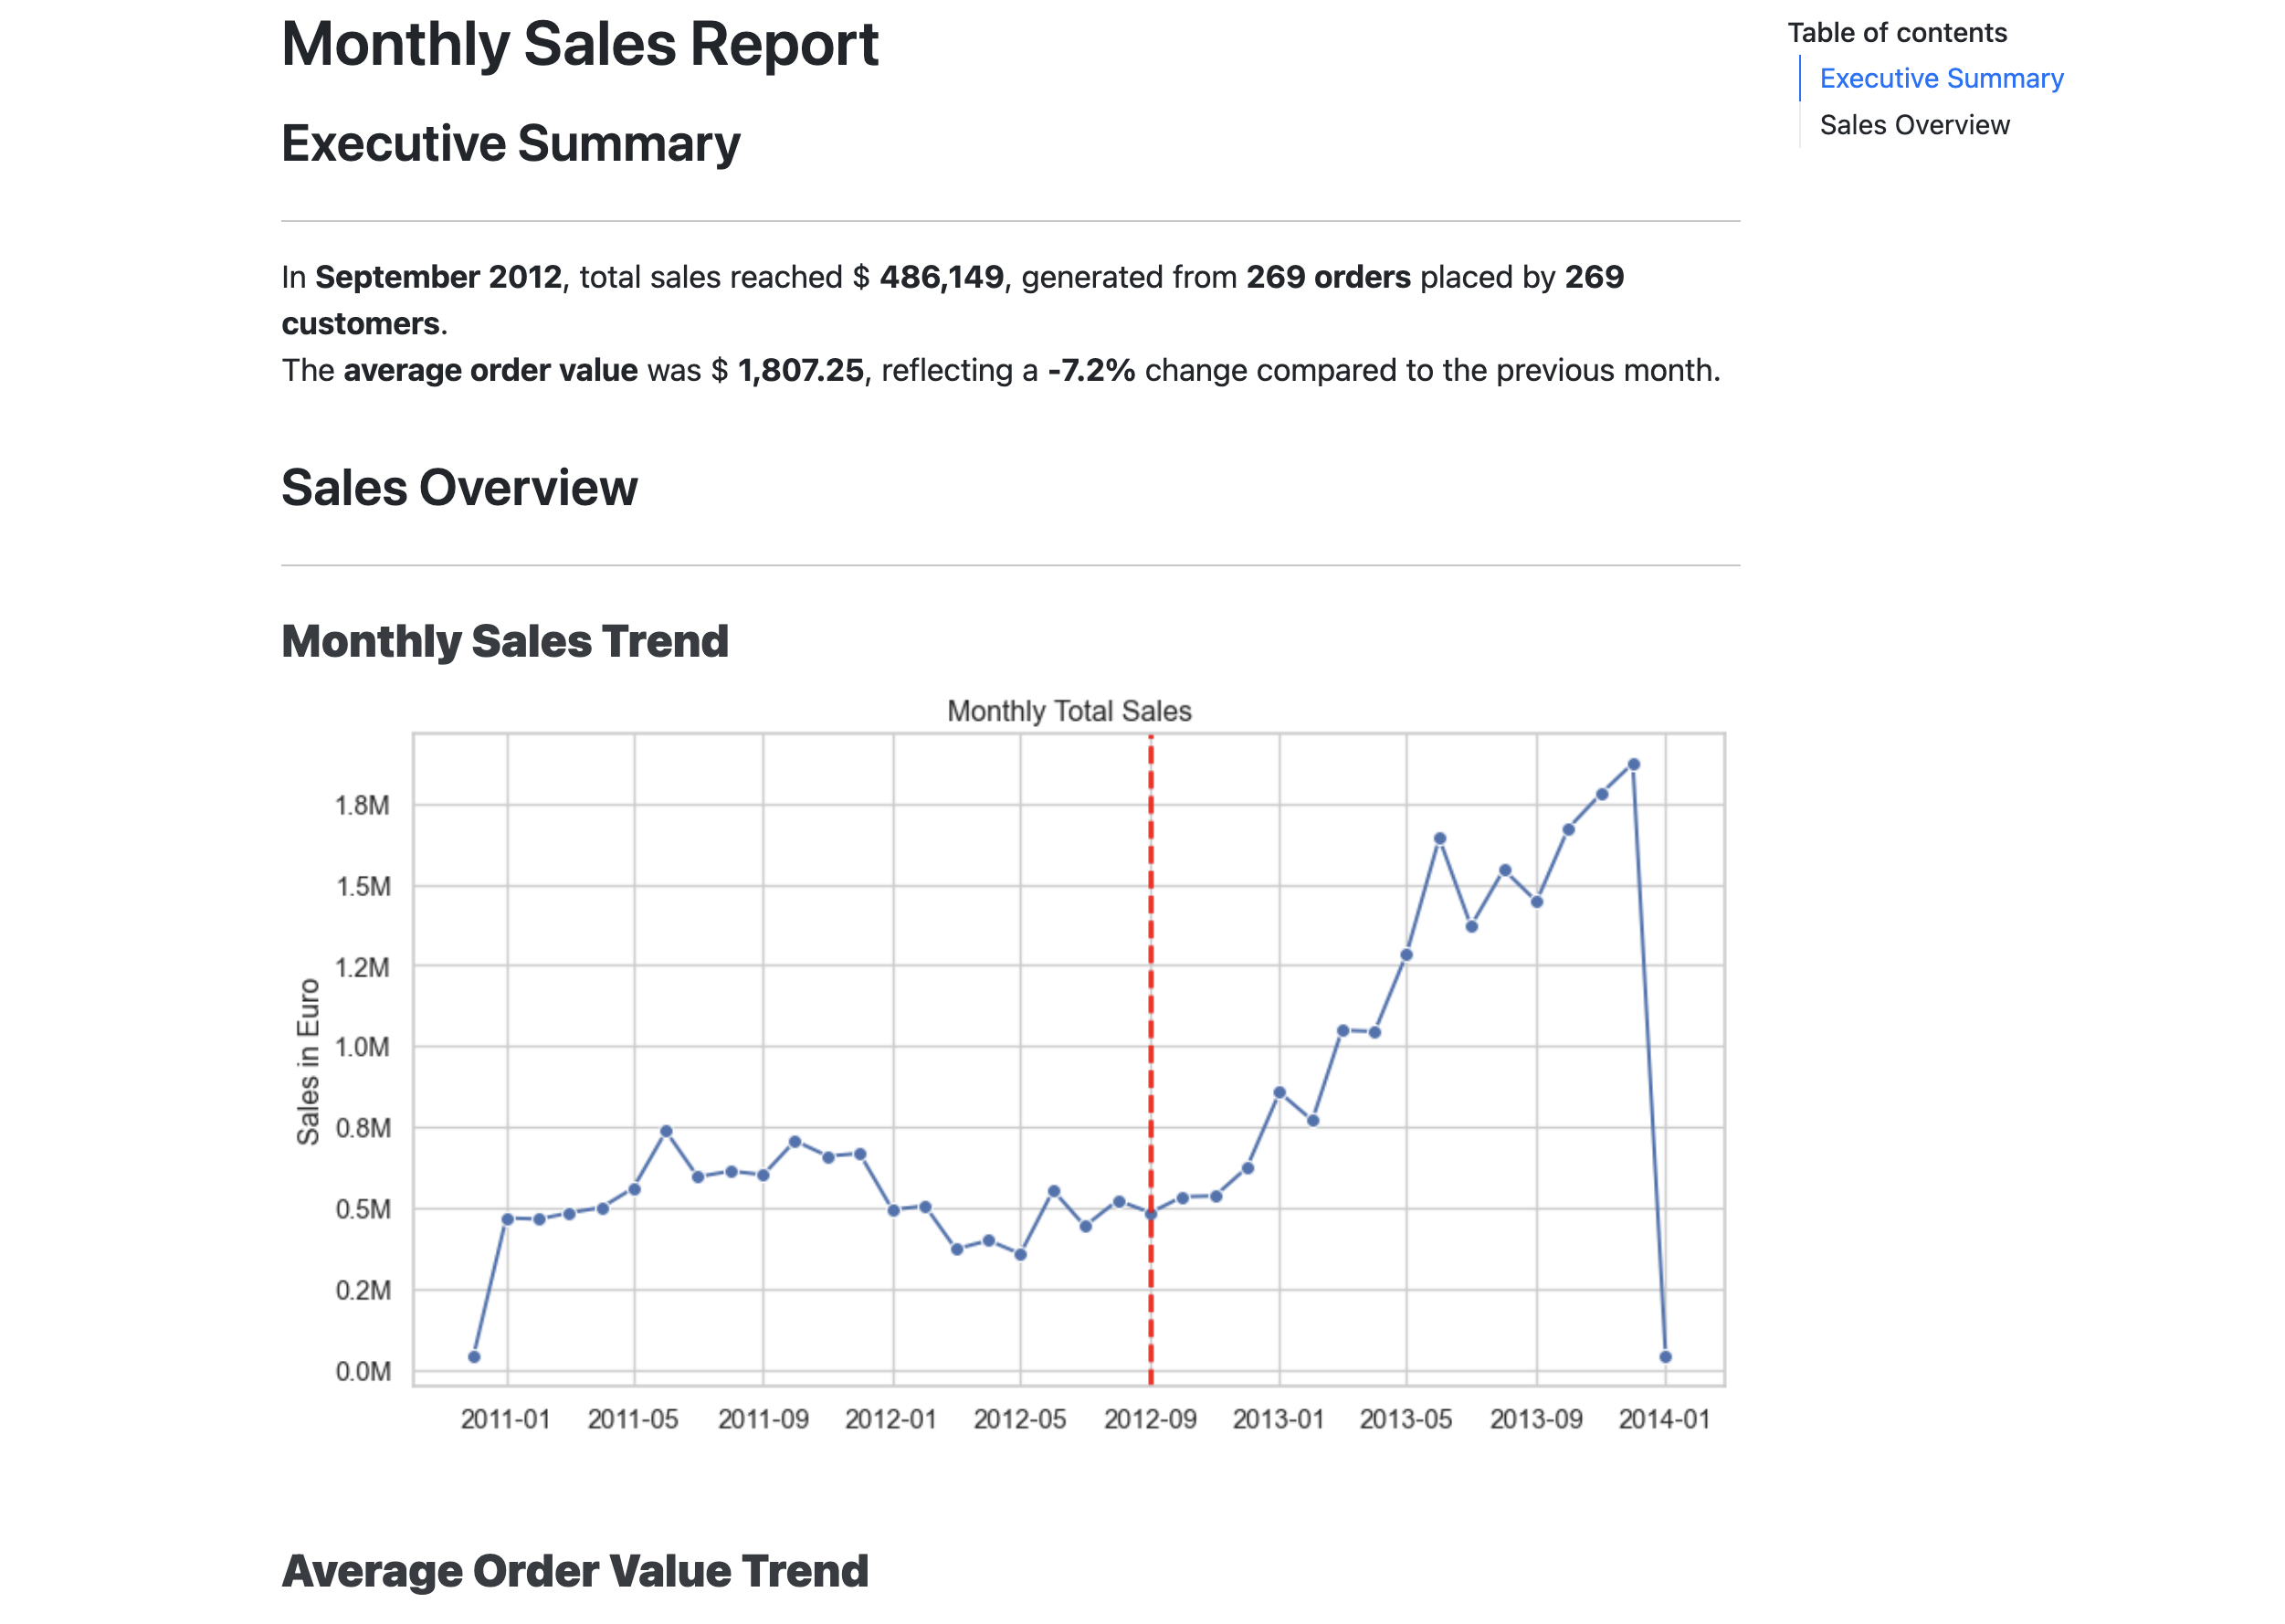 Monthly Sales Report
Table of contents
Executive Summary
Sales Overview
Executive Summary
In September 2012, total sales reached $ 486,149, generated from 269 orders placed by 269
customers.
The average order value was $ 1,807.25, reflecting a -7.2% change compared to the previous month.
Sales Overview
Monthly Sales Trend
Monthly Total Sales
Sales in Euro
1.8M
1.5M
1.2M
1.0M
0.8M
0.5M
0.2M
0.0M
2011-01 2011-05 2011-09 2012-01 2012-05 2012-09 2013-01 2013-05 2013-09 2014-01
Average Order Value Trend